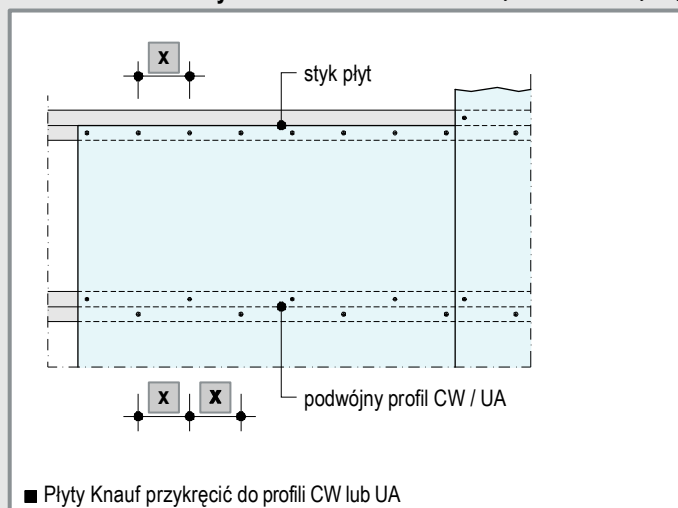 x
styk płyt
podwójny profil CW / UA
x x
■ Płyty Knauf przykręcić do profili CW lub UA